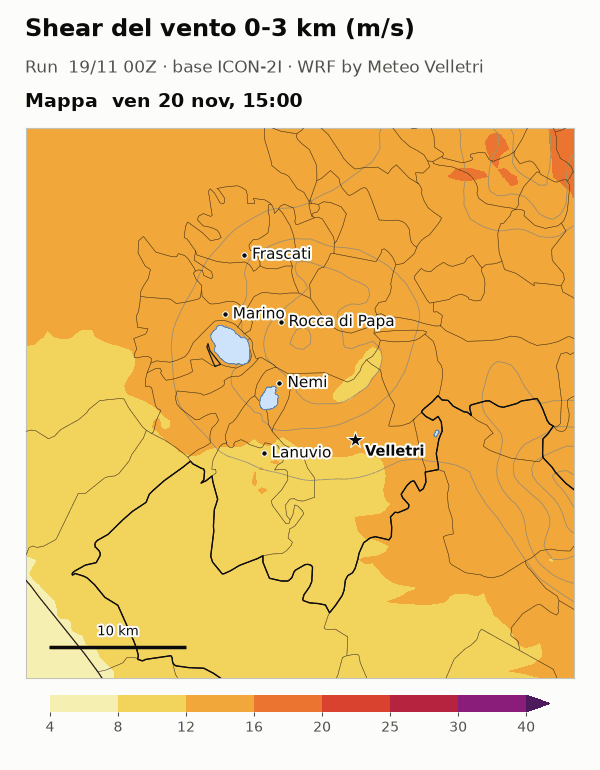 Shear del vento 0-3 km (m/s)
Run  19/11 00Z · base ICON-2I · WRF by Meteo Velletri
Mappa  ven 20 nov, 15:00
Frascati
Marino
Rocca di Papa
Nemi
Velletri
Lanuvio
10 km
4 8 12 16 20 25 30 40